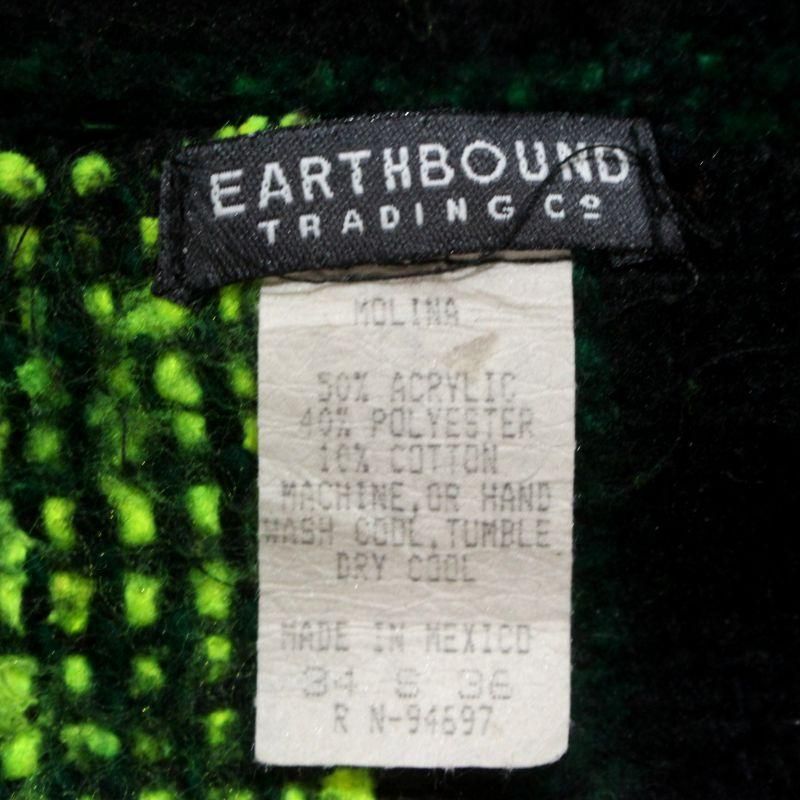 EARTHBOUND
TRADING Cº
MOLINA
50% ACRYLIC
40% POLYESTER
10% COTTON
MACHINE,OR HAND
WASH COOL,TUMBLE
DRY COOL
MADE IN MEXICO
34 S 36
R N-94697